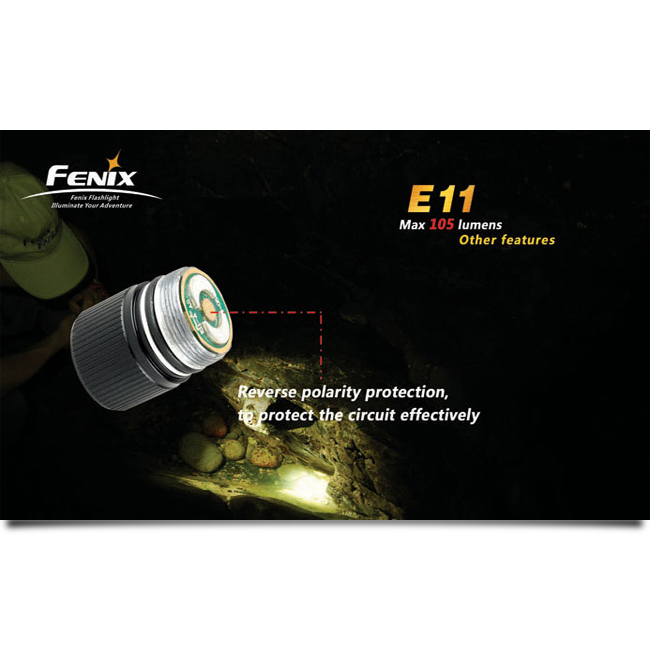 FENIX
Fenix Flashlight
Illuminate Your Adventure
E11
Max 105 lumens
Other features
Reverse polarity protection,
to protect the circuit effectively